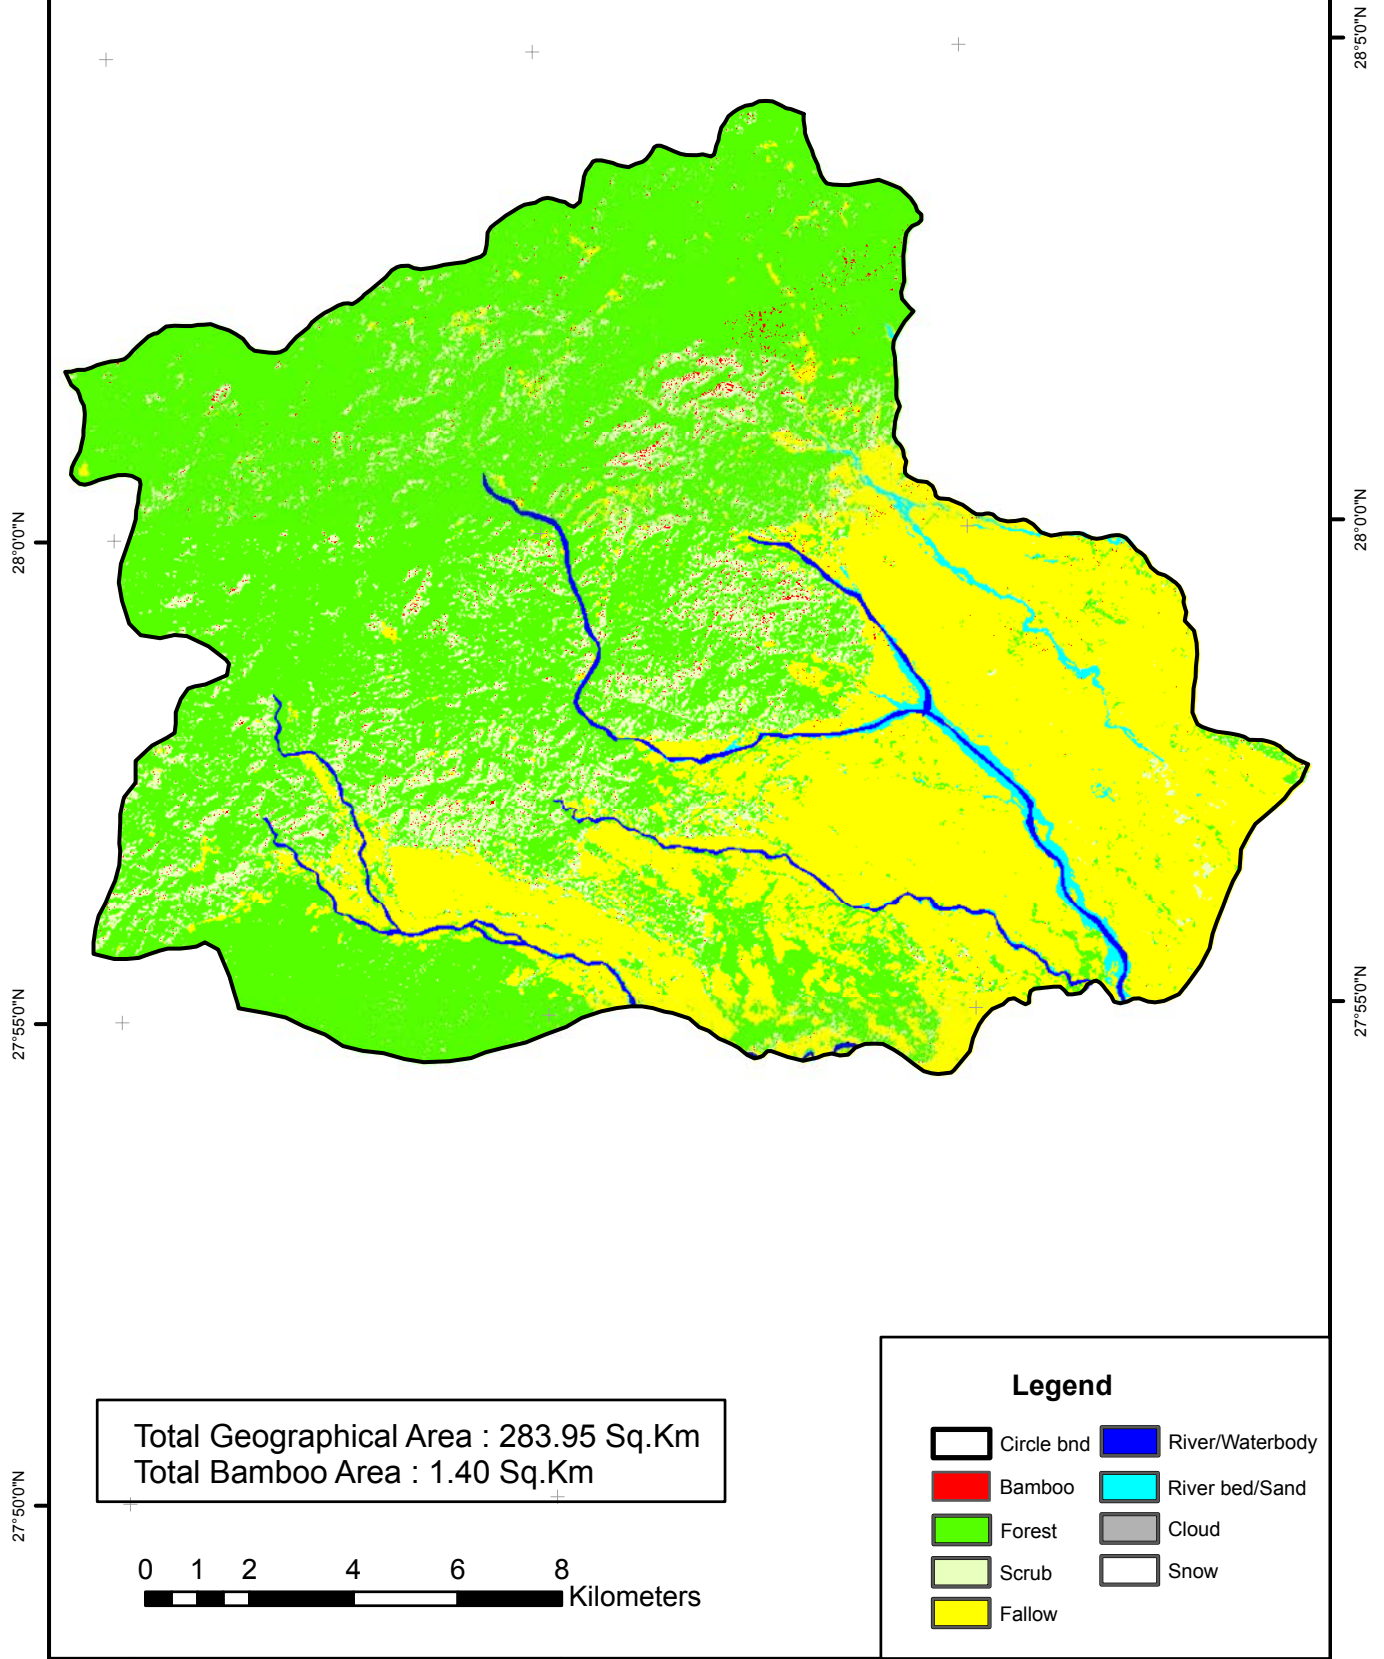 28°5'0"N
28°0'0"N
28°0'0"N
27°55'0"N
27°55'0"N
27°50'0"N
Total Geographical Area : 283.95 Sq.Km
Total Bamboo Area : 1.40 Sq.Km
0 1 2 4 6 8
Kilometers
Legend
Circle bnd
Bamboo
Forest
Scrub
Fallow
River/Waterbody
River bed/Sand
Cloud
Snow